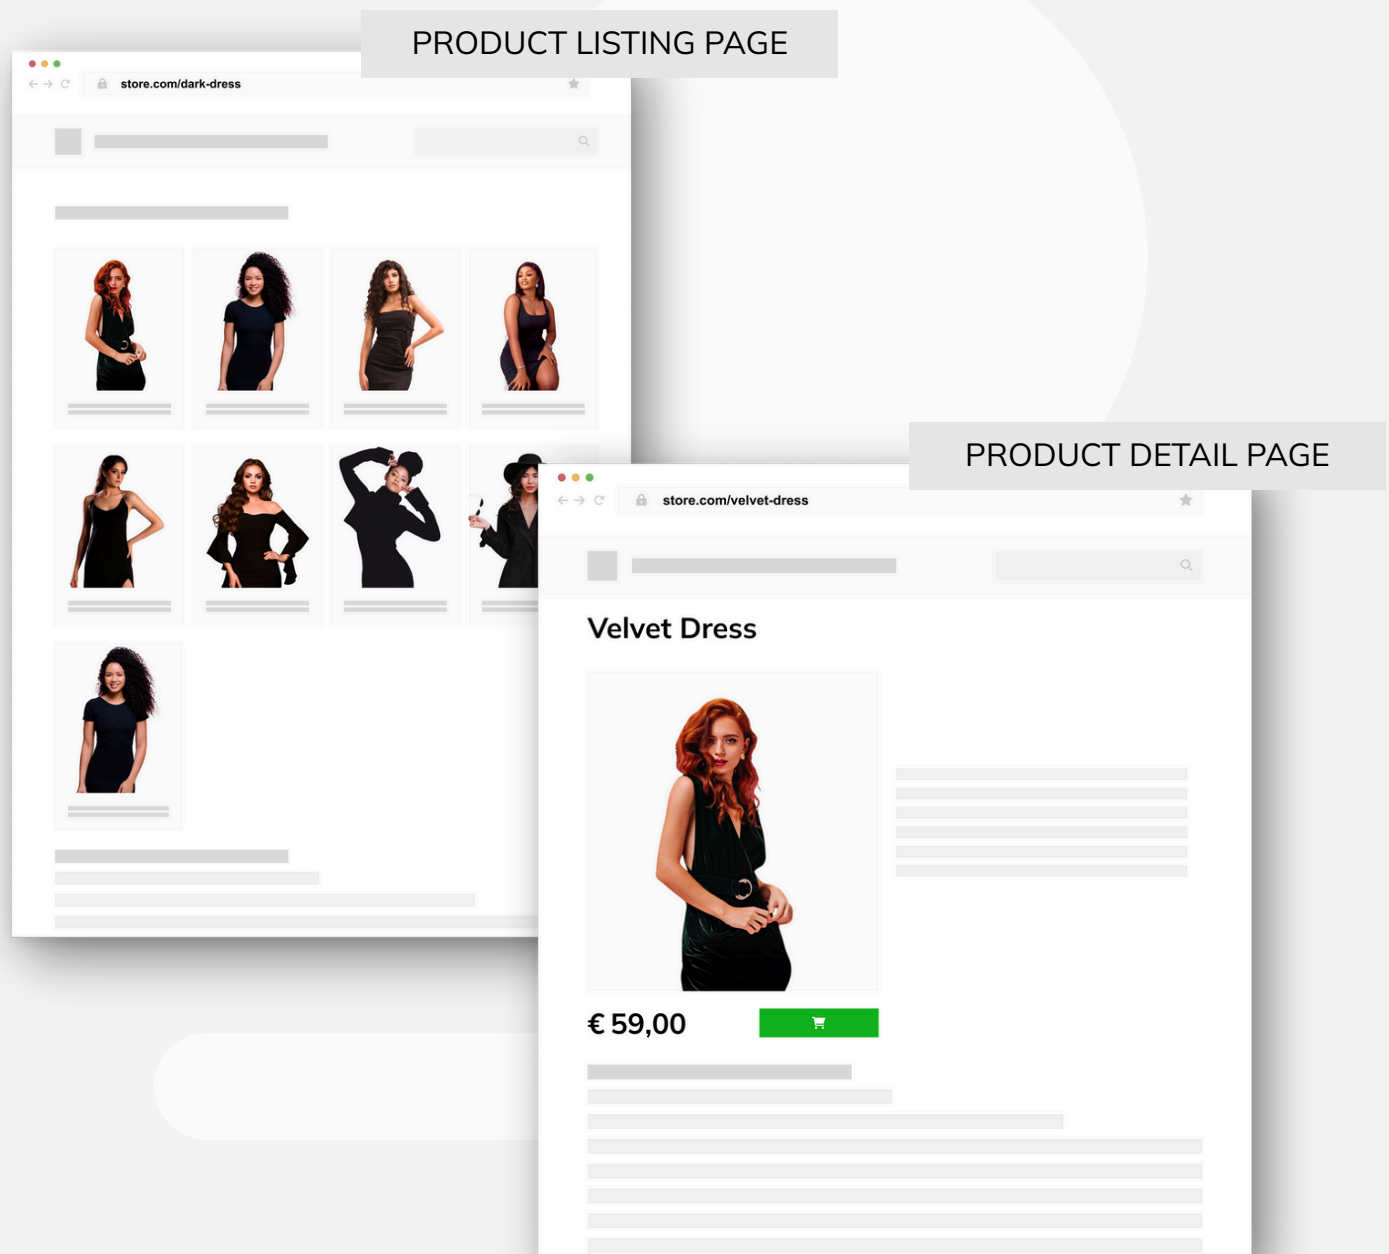 PRODUCT LISTING PAGE
store.com/dark-dress
PRODUCT DETAIL PAGE
store.com/velvet-dress
Velvet Dress
€ 59,00